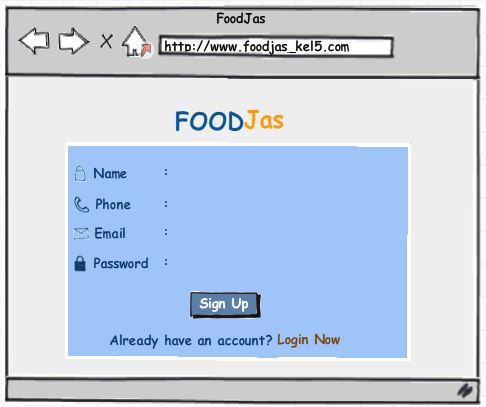 FoodJas
http://www.foodjas_kel5.com
FOODJas
Name :
Phone :
Email :
Password :
Sign Up
Already have an account? Login Now